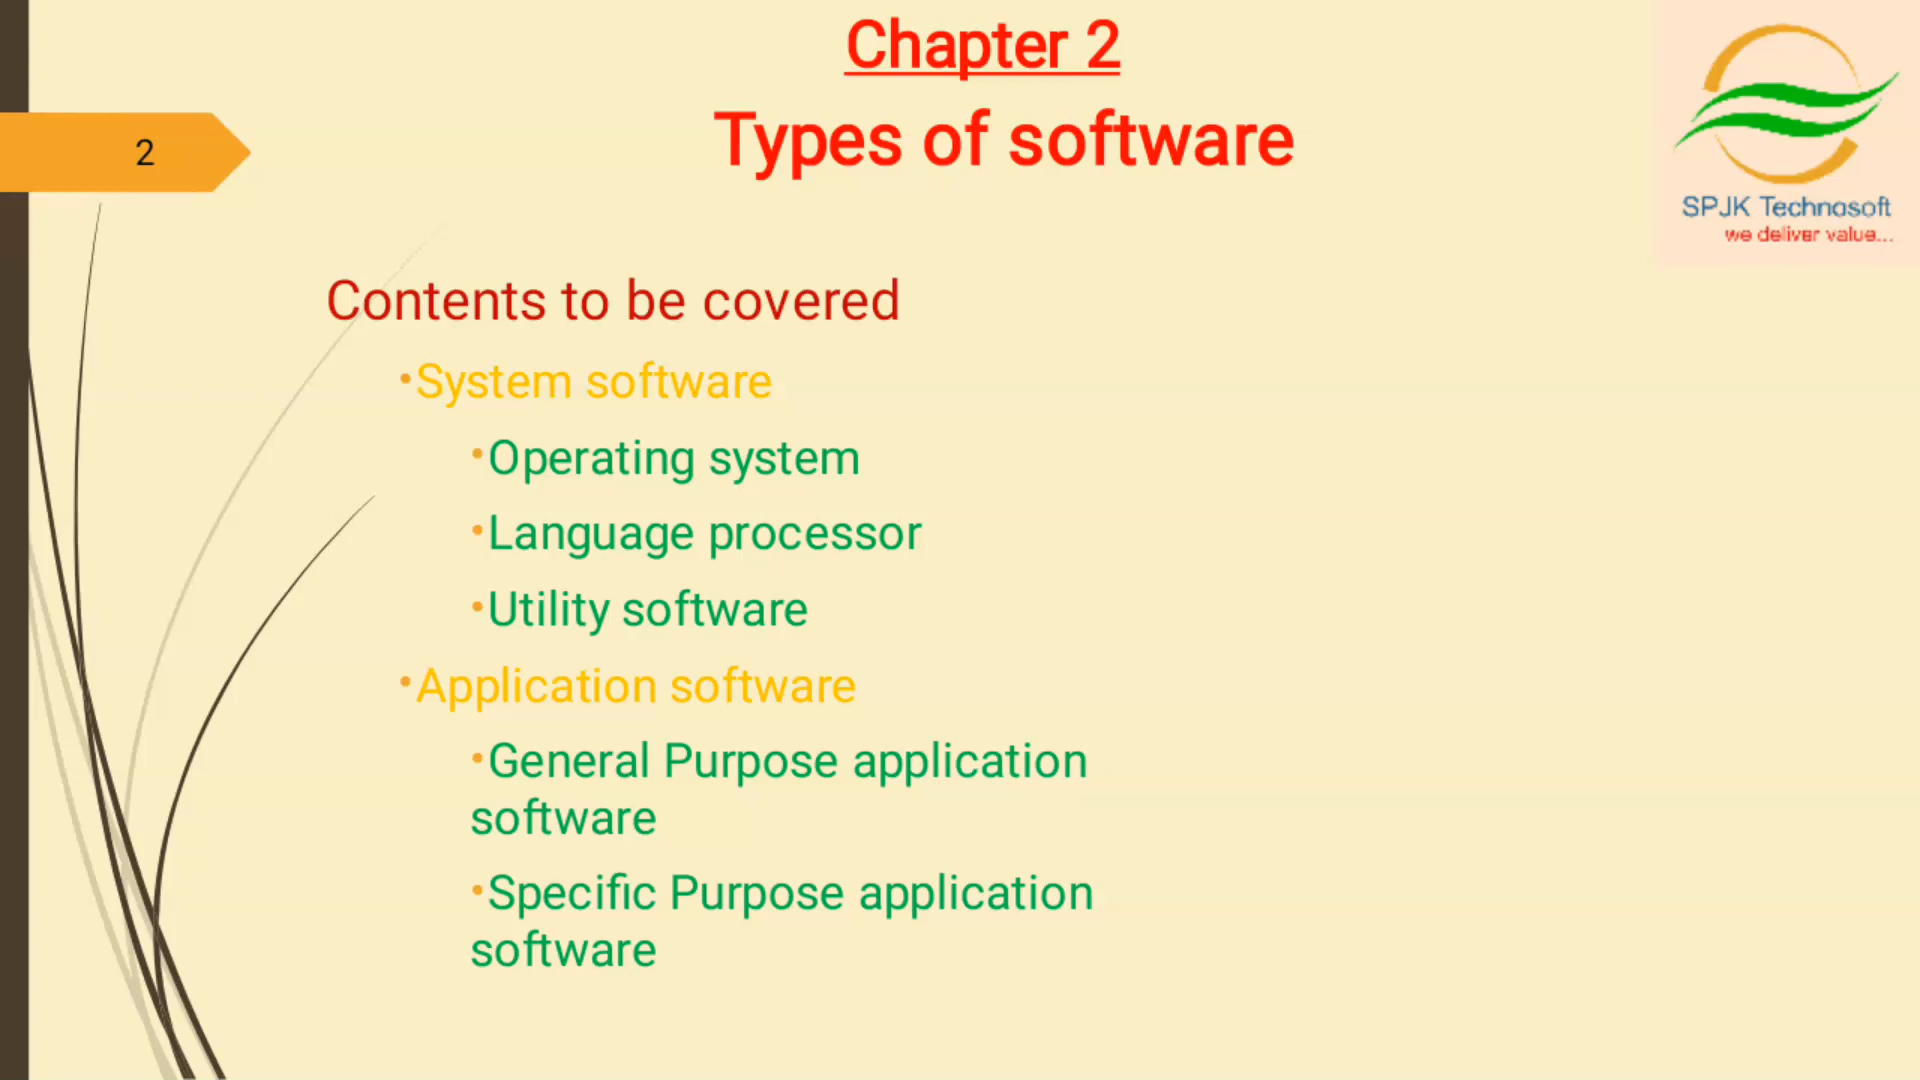 Chapter 2
Types of software
2
SPJK Technosoft
we deliver value...
Contents to be covered
•System software
•Operating system
•Language processor
•Utility software
•Application software
•General Purpose application
software
•Specific Purpose application
software